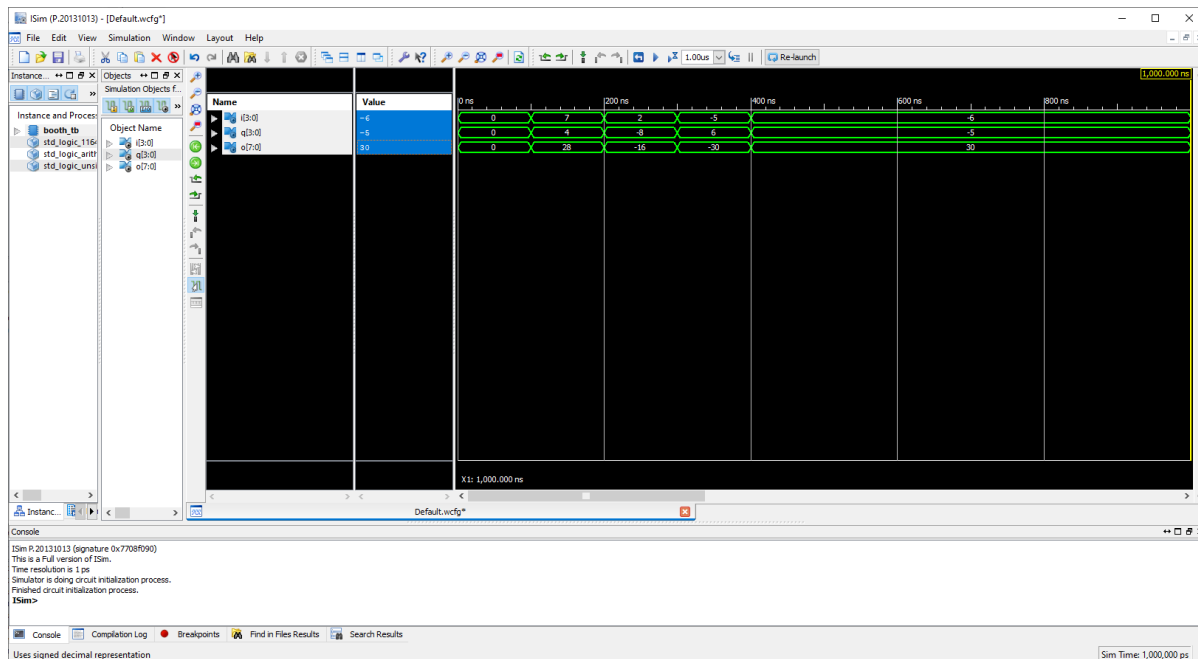 ISim (P.20131013) - [Default.wcfg*]
File Edit Simulation Window Layout Help
1.00us Re-launch
Instance...
Instance and Process
booth_tb
std_logic_1164
std_logic_arith
std_logic_unsi
Instanc...
Objects
Simulation Objects f...
Object Name
i[3:0]
q[3:0]
o[7:0]
Name Value
i[3:0] -6
q[3:0] -5
o[7:0] 30
1,000.000 ns
0 ns 200 ns 400 ns 600 ns 800 ns
0 7 2 -5 -6
0 4 -8 6 -5
0 28 -16 -30 30
X1: 1,000.000 ns
Default.wcfg*
Console
ISim P.20131013 (signature 0x7708f090)
This is a Full version of ISim.
Time resolution is 1 ps
Simulator is doing circuit initialization process.
Finished circuit initialization process.
ISim>
Console Compilation Log Breakpoints Find in Files Results Search Results
Uses signed decimal representation Sim Time: 1,000,000 ps